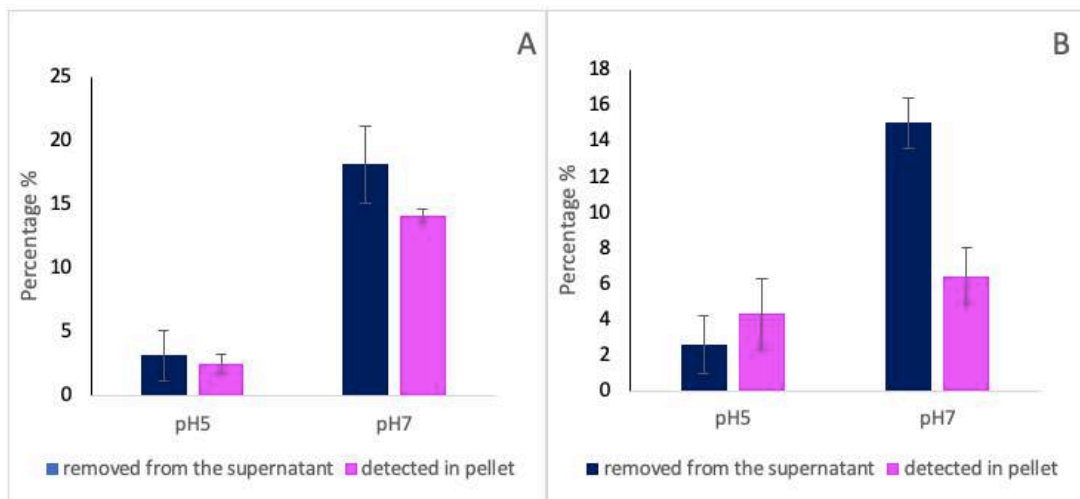 A
25
20
15
10
5
0
Percentage %
pH5 pH7
removed from the supernatant detected in pellet
B
18
16
14
12
10
8
6
4
2
0
Percentage %
pH5 pH7
removed from the supernatant detected in pellet